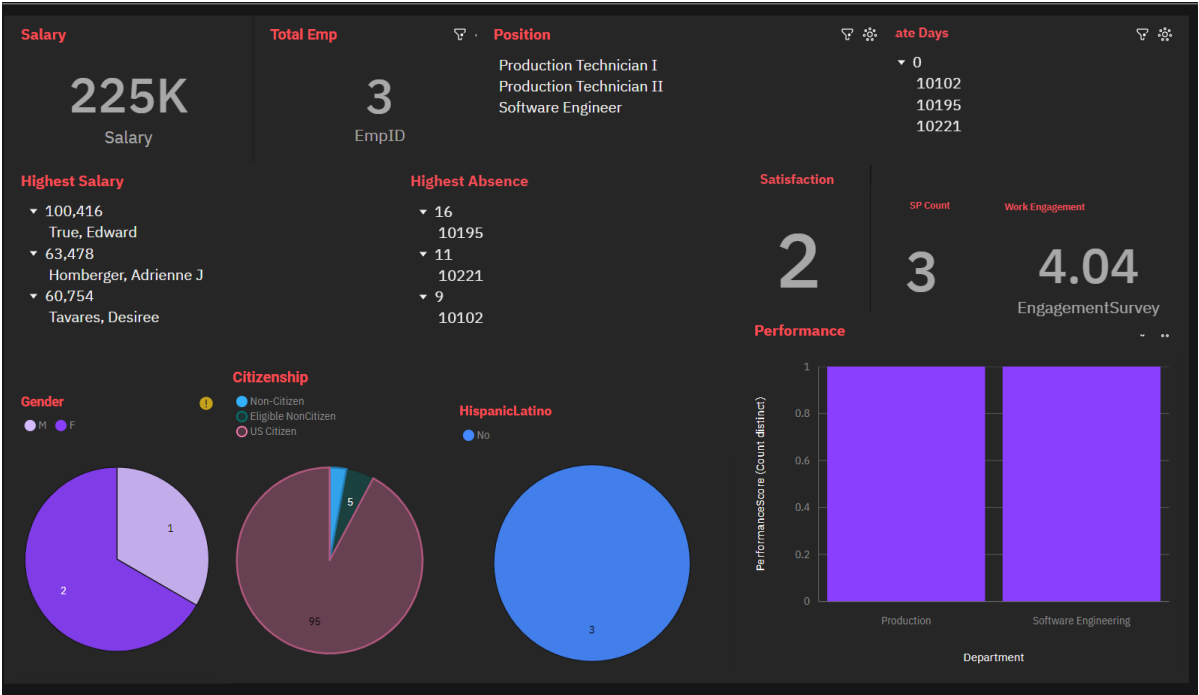 Salary
225K
Salary
Total Emp
3
EmpID
Position
Production Technician I
Production Technician II
Software Engineer
ate Days
0
10102
10195
10221
Highest Salary
100,416
True, Edward
63,478
Homberger, Adrienne J
60,754
Tavares, Desiree
Highest Absence
16
10195
11
10221
9
10102
Satisfaction
2
SP Count
3
Work Engagement
4.04
EngagementSurvey
Gender
M F
1
2
Citizenship
Non-Citizen
Eligible NonCitizen
US Citizen
5
95
HispanicLatino
No
3
Performance
PerformanceScore (Count distinct)
1
0.8
0.6
0.4
0.2
0
Production Software Engineering
Department